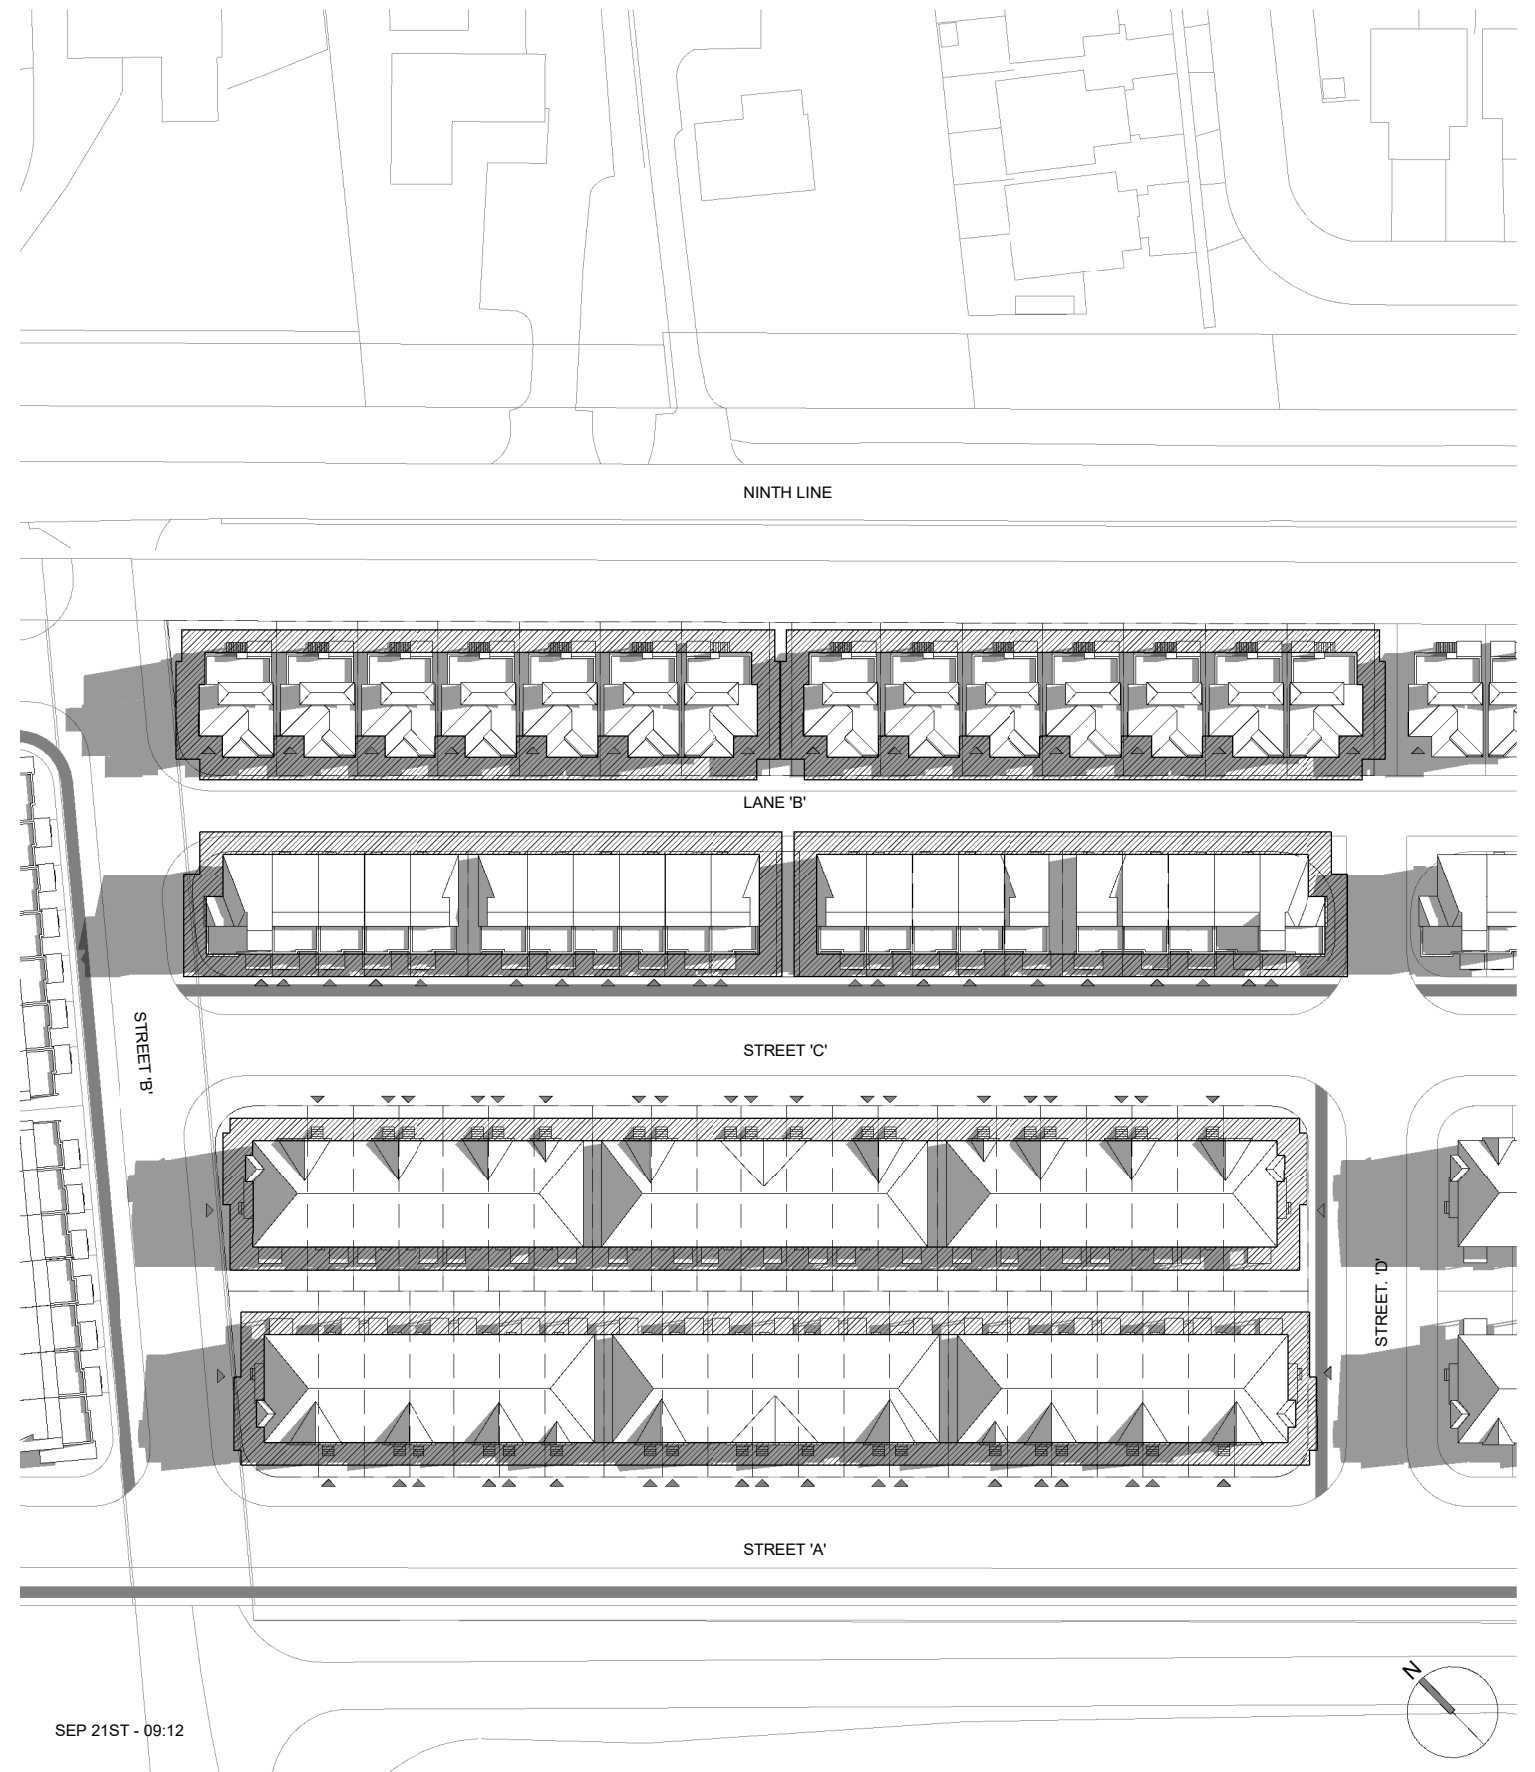 NINTH LINE
LANE 'B'
STREET 'B'
STREET 'C'
STREET. 'D'
STREET 'A'
N
SEP 21ST - 09:12